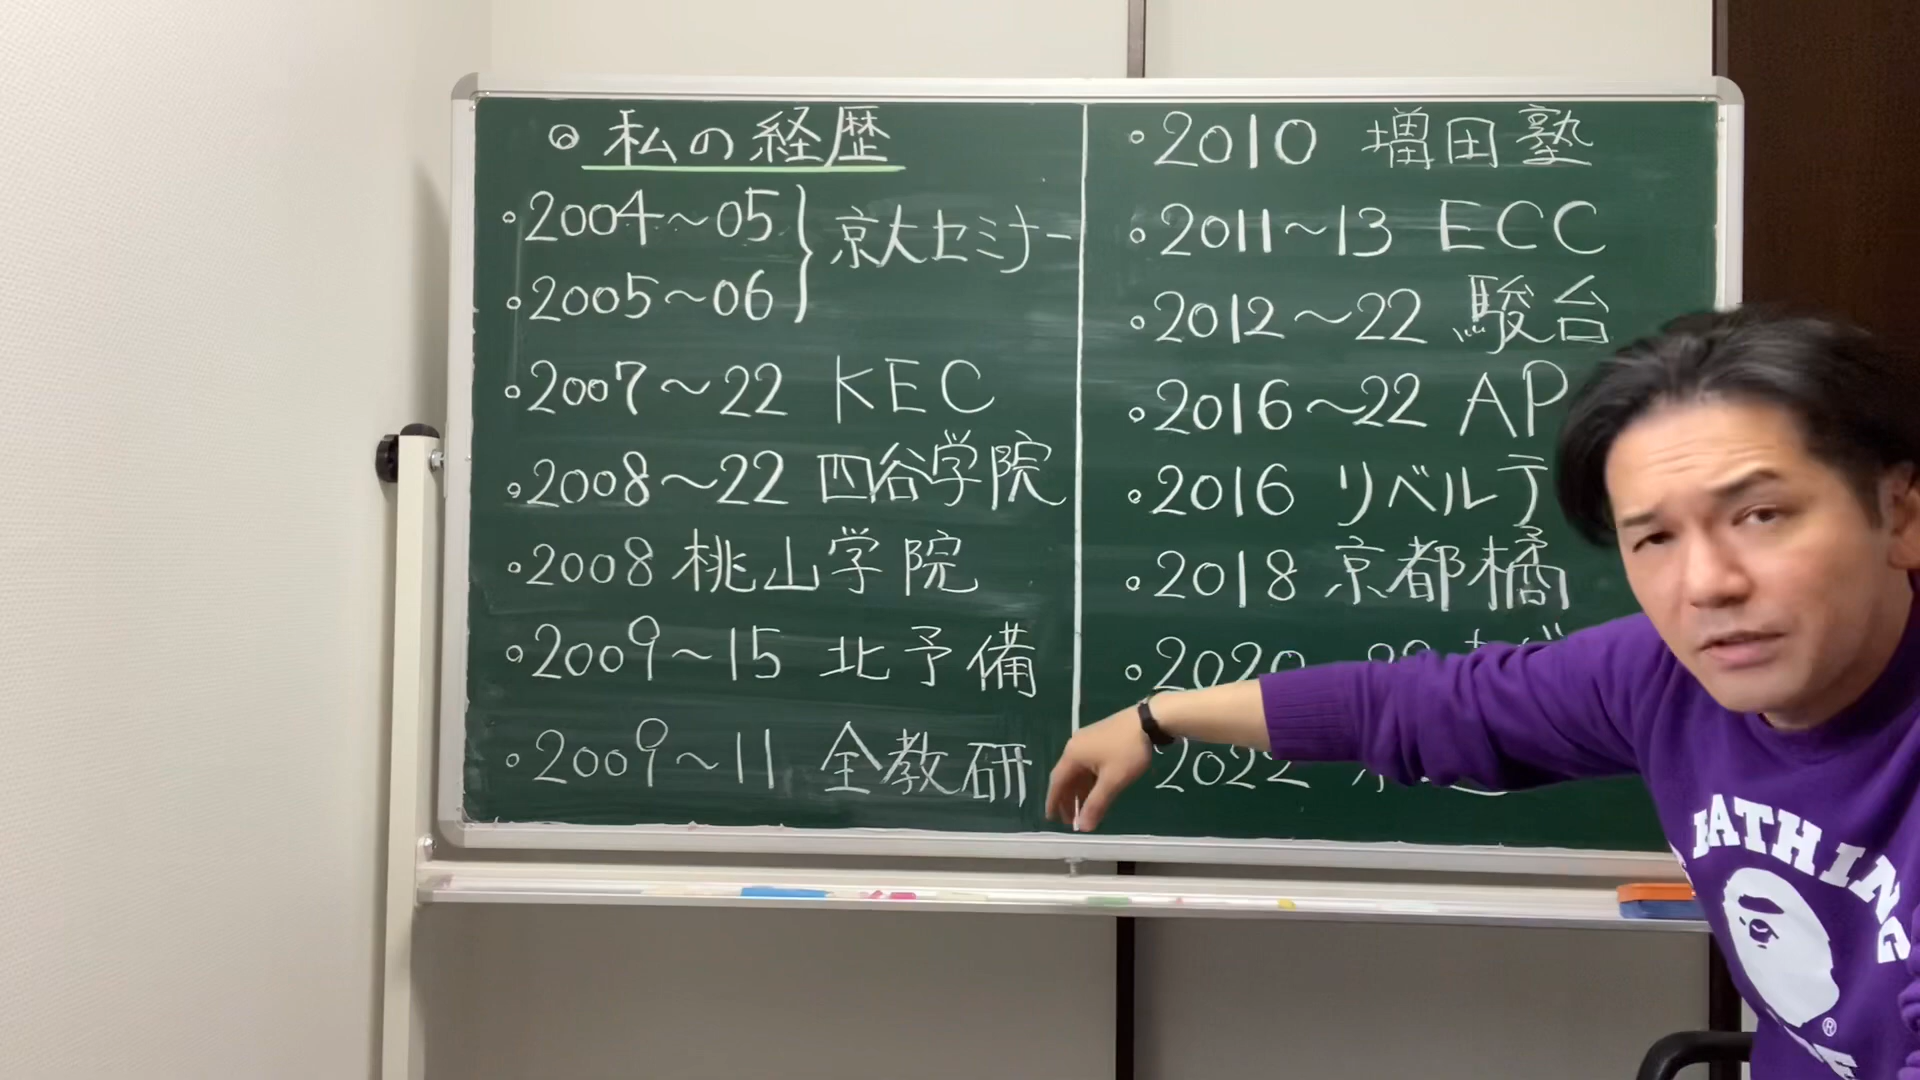 ◎ 私の経歴
・2004～05
・2005～06
} 京大セミナー
・2007～22 KEC
・2008～22 四谷学院
・2008 桃山学院
・2009～15 北予備
・2009～11 全教研
・2010 増田塾
・2011～13 ECC
・2012～22 駿台
・2016～22 AP
・2016 リベルテ
・2018 京都橘
・2020
・2022
BATHING